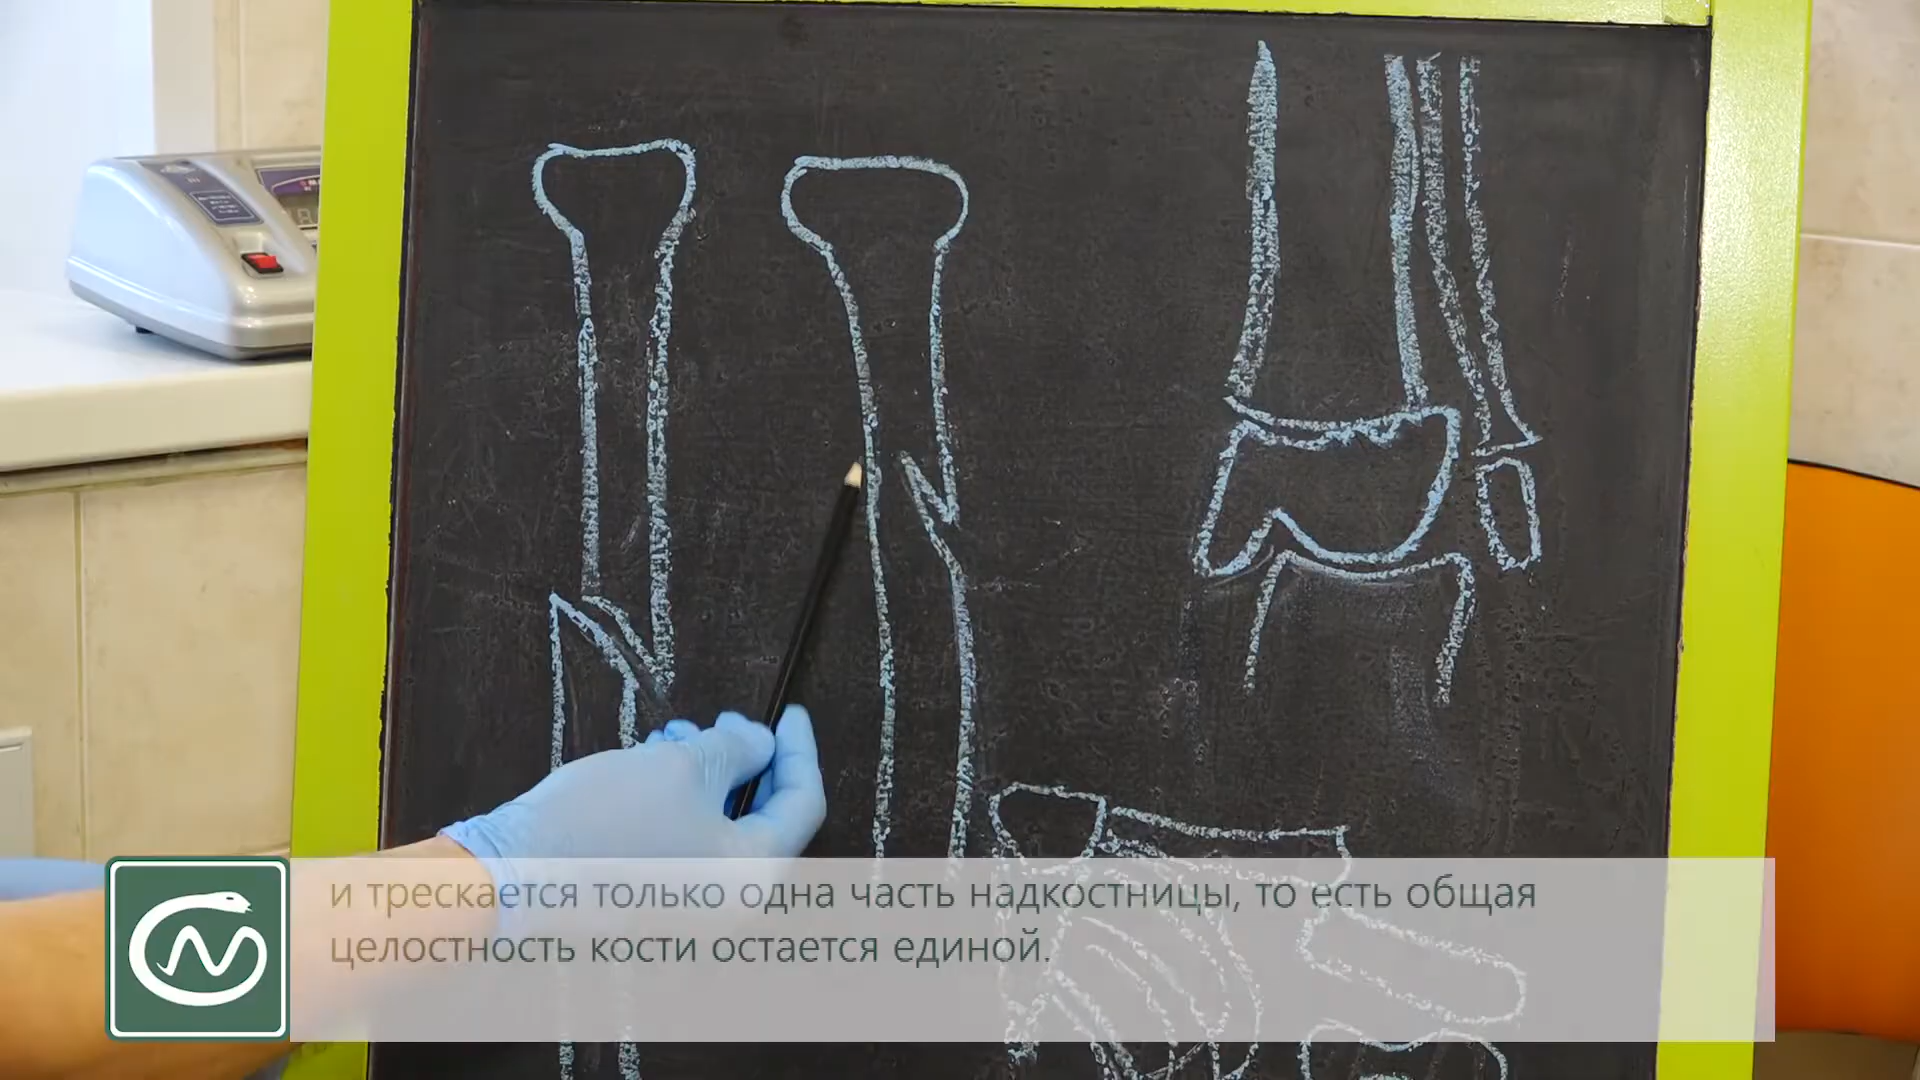 и трескается только одна часть надкостницы, то есть общая
целостность кости остается единой.